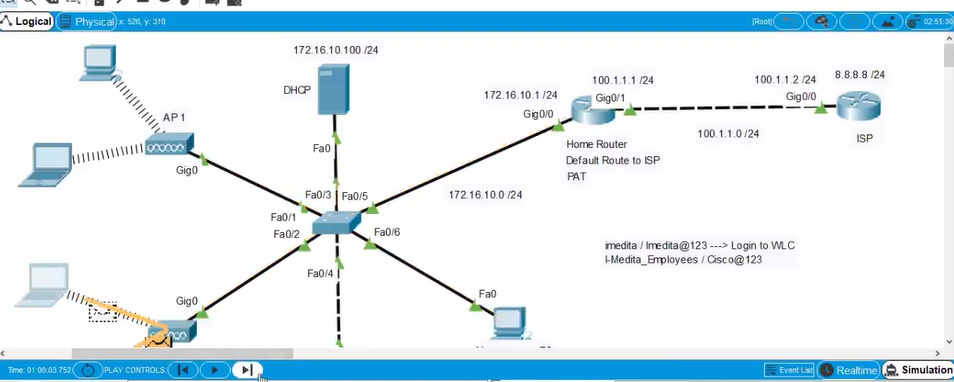 Logical
Physical x: 526, y: 319
[Root]
02:51:30
172.16.10.100 /24
DHCP
AP 1
Gig0
Fa0
Fa0/3 Fa0/5
Fa0/1
Fa0/2
Fa0/6
Fa0/4
172.16.10.1 /24
Gig0/0
100.1.1.1 /24
Gig0/1
100.1.1.2 /24
Gig0/0
8.8.8.8 /24
ISP
100.1.1.0 /24
Home Router
Default Route to ISP
PAT
172.16.10.0 /24
imedita / Imedita@123 ---> Login to WLC
I-Medita_Employees / Cisco@123
Gig0
Fa0
Time: 01:00:03.752 PLAY CONTROLS:
Event List
Realtime
Simulation